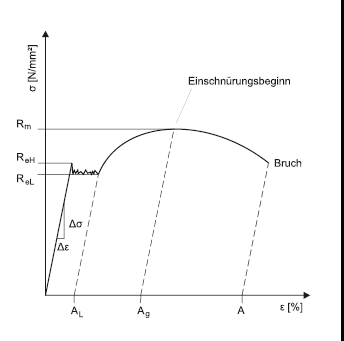 σ [N/mm²]
Einschnürungsbeginn
Rm
ReH
ReL
Bruch
Δσ
Δε
AL
Ag
A
ε [%]